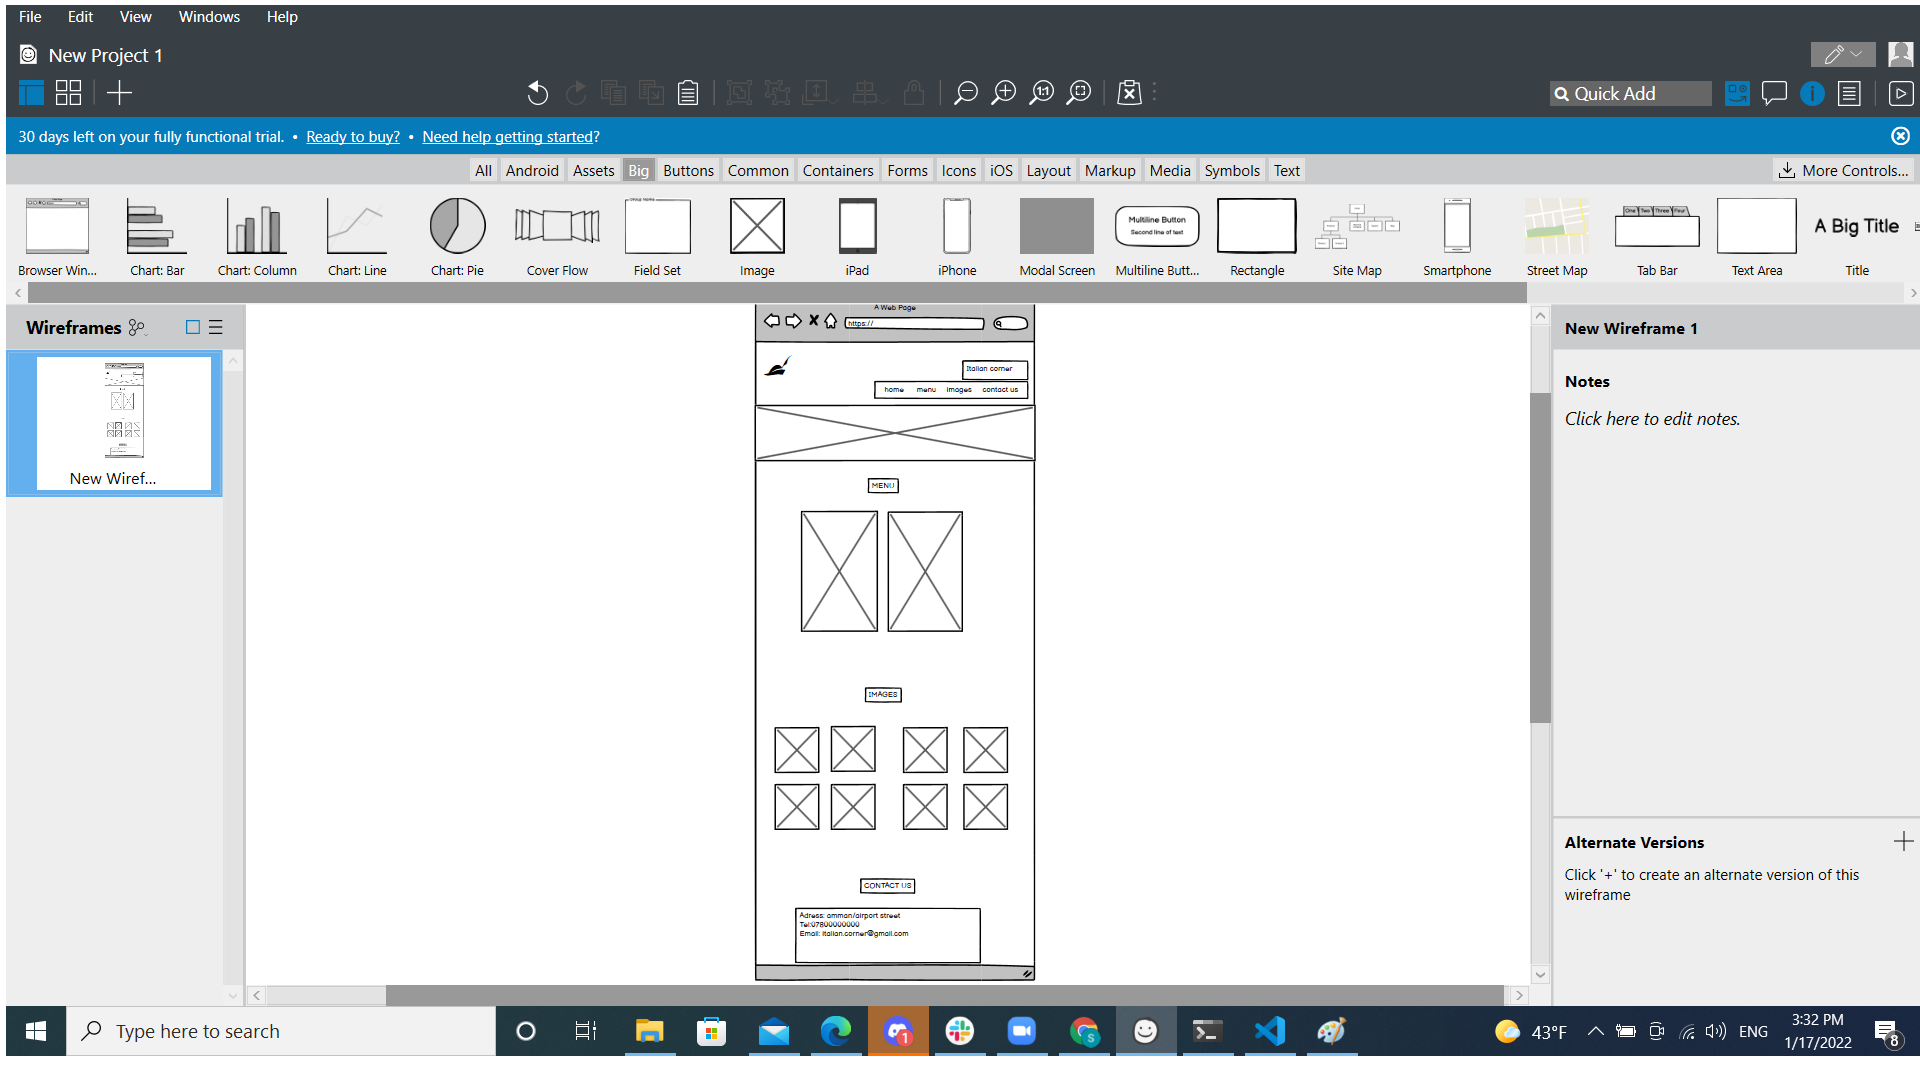 File Edit View Windows Help
New Project 1
Quick Add
30 days left on your fully functional trial. • Ready to buy? • Need help getting started?
All Android Assets Big Buttons Common Containers Forms Icons iOS Layout Markup Media Symbols Text
More Controls...
Multiline Button
Second line of text
One Two Three Four
A Big Title
Browser Win... Chart: Bar Chart: Column Chart: Line Chart: Pie Cover Flow Field Set Image iPad iPhone Modal Screen Multiline Butt... Rectangle Site Map Smartphone Street Map Tab Bar Text Area Title
Wireframes
New Wiref...
A Web Page
https://
Italian corner
home menu images contact us
MENU
IMAGES
CONTACT US
Adress: amman/airport street
Tel:07800000000
Email: italian.corner@gmail.com
New Wireframe 1
Notes
Click here to edit notes.
Alternate Versions
Click '+' to create an alternate version of this
wireframe
Type here to search
1
S
43°F
ENG
3:32 PM
1/17/2022
8